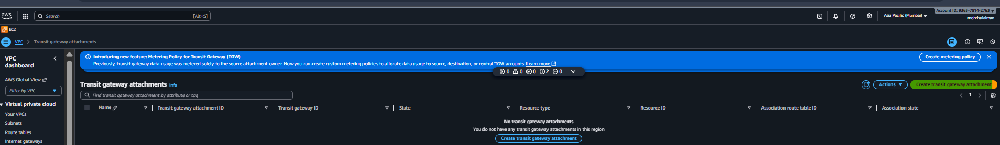 aws
Search
[Alt+S]
Asia Pacific (Mumbai)
Account ID: 9363-7814-2763
mohdsulaiman
EC2
VPC > Transit gateway attachments
VPC dashboard
AWS Global View
Filter by VPC
Virtual private cloud
Your VPCs
Subnets
Route tables
Internet gateways
Introducing new feature: Metering Policy for Transit Gateway (TGW)
Previously, transit gateway data usage was metered solely to the source attachment owner. Now you can create custom metering policies to allocate data usage to source, destination, or central TGW accounts. Learn more
Create metering policy
0 0 0 2 0
Transit gateway attachments Info
Actions
Create transit gateway attachment
Find transit gateway attachment by attribute or tag
1
Name
Transit gateway attachment ID
Transit gateway ID
State
Resource type
Resource ID
Association route table ID
Association state
No transit gateway attachments
You do not have any transit gateway attachments in this region
Create transit gateway attachment